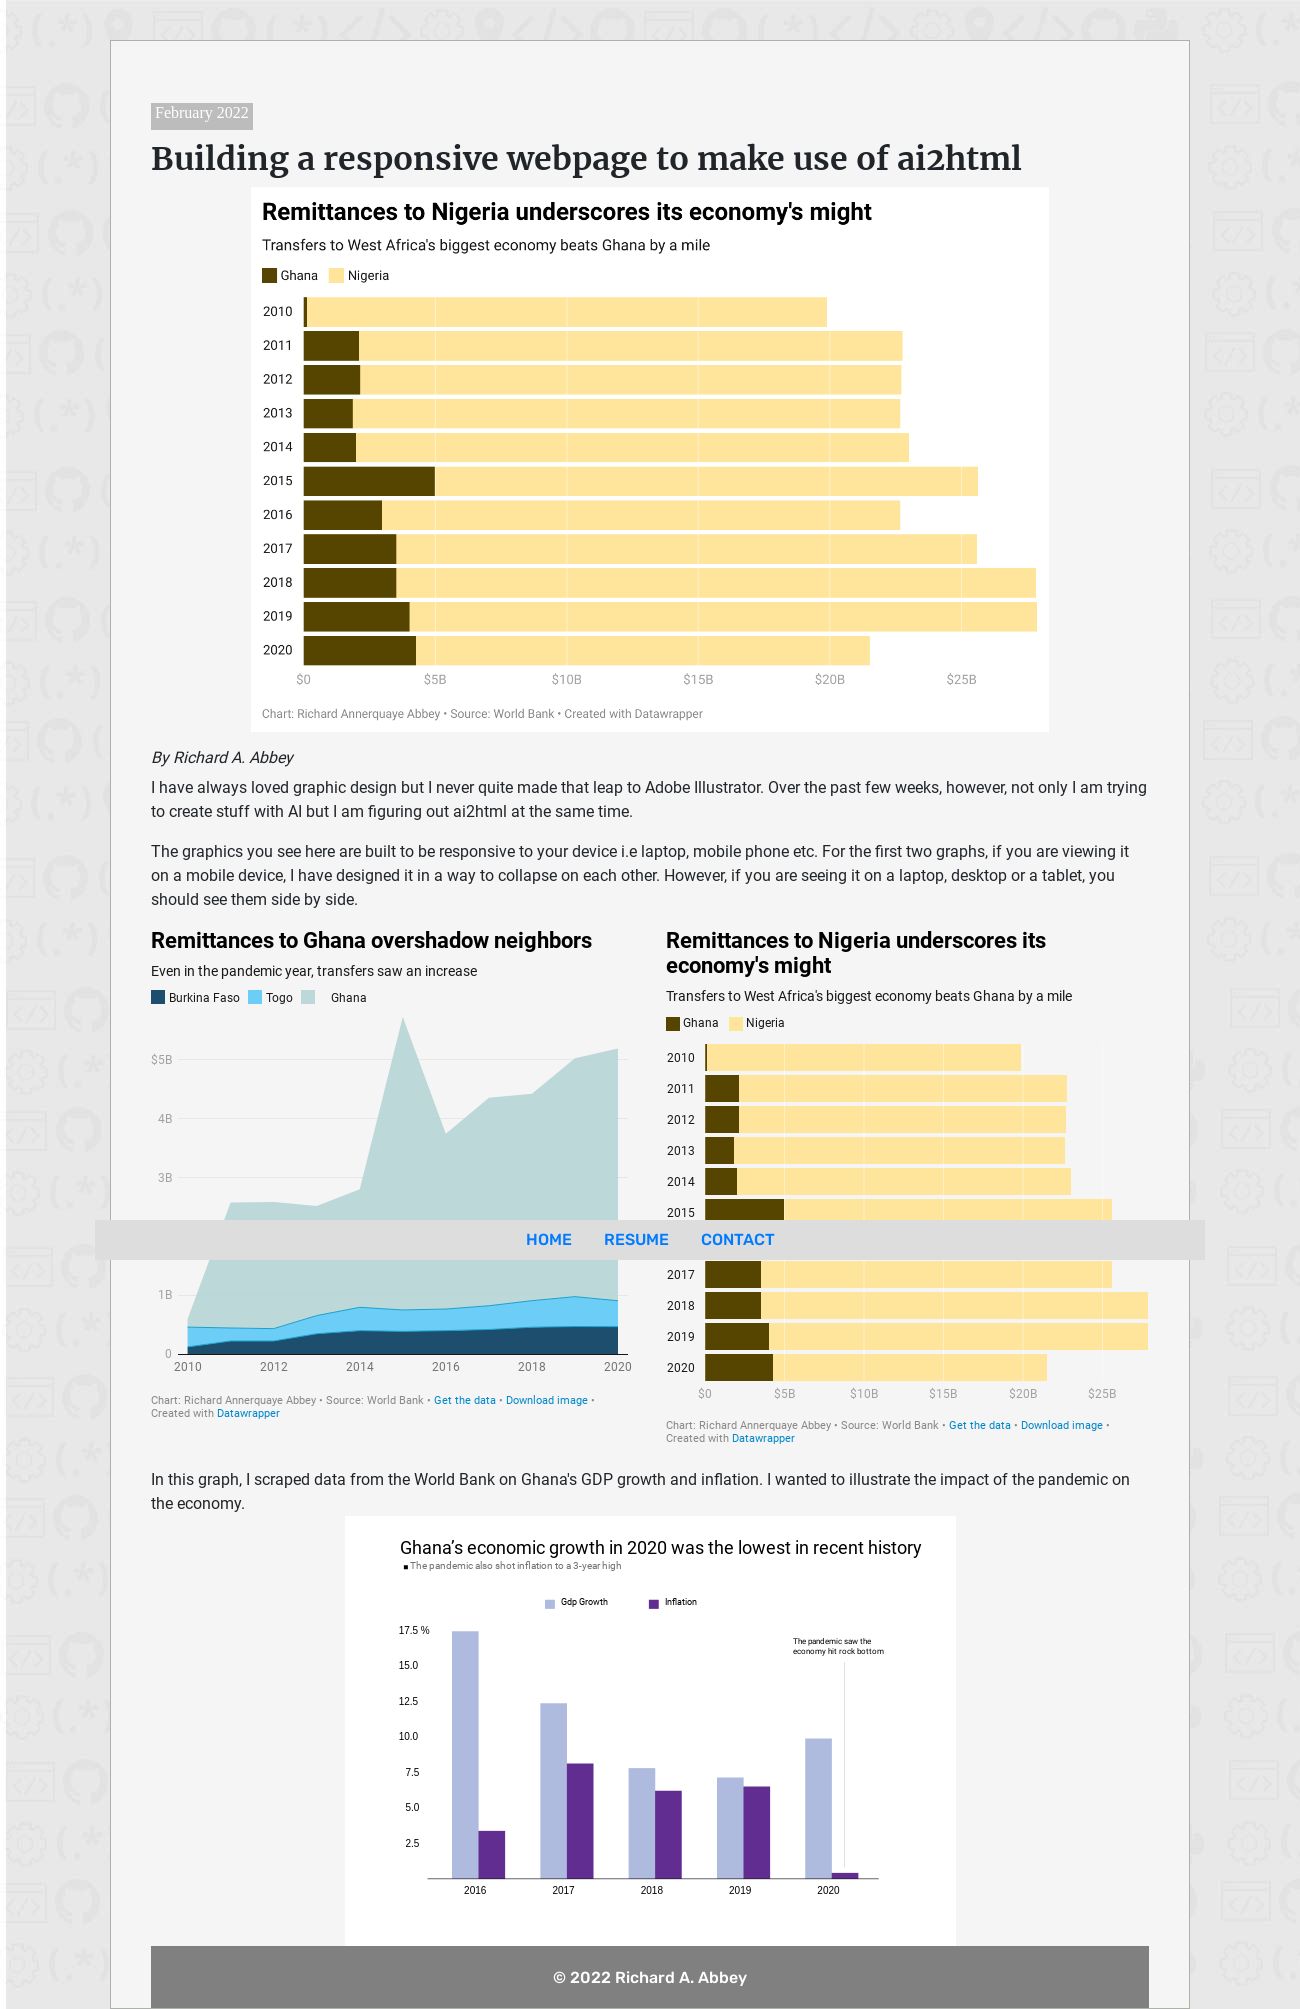 February 2022
Building a responsive webpage to make use of ai2html
Remittances to Nigeria underscores its economy's might
Transfers to West Africa's biggest economy beats Ghana by a mile
Ghana Nigeria
2010
2011
2012
2013
2014
2015
2016
2017
2018
2019
2020
$0 $5B $10B $15B $20B $25B
Chart: Richard Annerquaye Abbey • Source: World Bank • Created with Datawrapper
By Richard A. Abbey
I have always loved graphic design but I never quite made that leap to Adobe Illustrator. Over the past few weeks, however, not only I am trying
to create stuff with AI but I am figuring out ai2html at the same time.
The graphics you see here are built to be responsive to your device i.e laptop, mobile phone etc. For the first two graphs, if you are viewing it
on a mobile device, I have designed it in a way to collapse on each other. However, if you are seeing it on a laptop, desktop or a tablet, you
should see them side by side.
Remittances to Ghana overshadow neighbors
Even in the pandemic year, transfers saw an increase
Burkina Faso Togo Ghana
$5B
4B
3B
1B
0
2010 2012 2014 2016 2018 2020
Chart: Richard Annerquaye Abbey • Source: World Bank • Get the data • Download image •
Created with Datawrapper
Remittances to Nigeria underscores its
economy's might
Transfers to West Africa's biggest economy beats Ghana by a mile
Ghana Nigeria
2010
2011
2012
2013
2014
2015
2017
2018
2019
2020
$0 $5B $10B $15B $20B $25B
Chart: Richard Annerquaye Abbey • Source: World Bank • Get the data • Download image •
Created with Datawrapper
HOME RESUME CONTACT
In this graph, I scraped data from the World Bank on Ghana's GDP growth and inflation. I wanted to illustrate the impact of the pandemic on
the economy.
Ghana’s economic growth in 2020 was the lowest in recent history
The pandemic also shot inflation to a 3-year high
Gdp Growth Inflation
17.5 %
The pandemic saw the
economy hit rock bottom
15.0
12.5
10.0
7.5
5.0
2.5
2016 2017 2018 2019 2020
© 2022 Richard A. Abbey